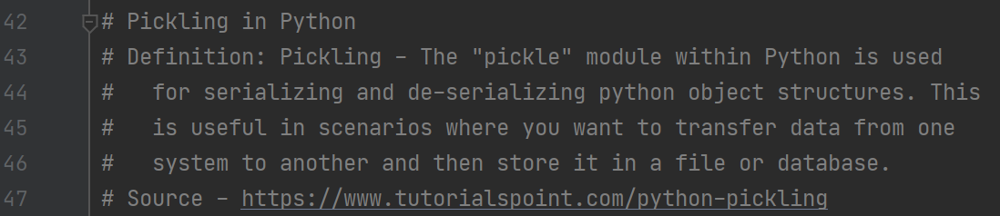 42 # Pickling in Python
43 # Definition: Pickling - The "pickle" module within Python is used
44 #   for serializing and de-serializing python object structures. This
45 #   is useful in scenarios where you want to transfer data from one
46 #   system to another and then store it in a file or database.
47 # Source - https://www.tutorialspoint.com/python-pickling